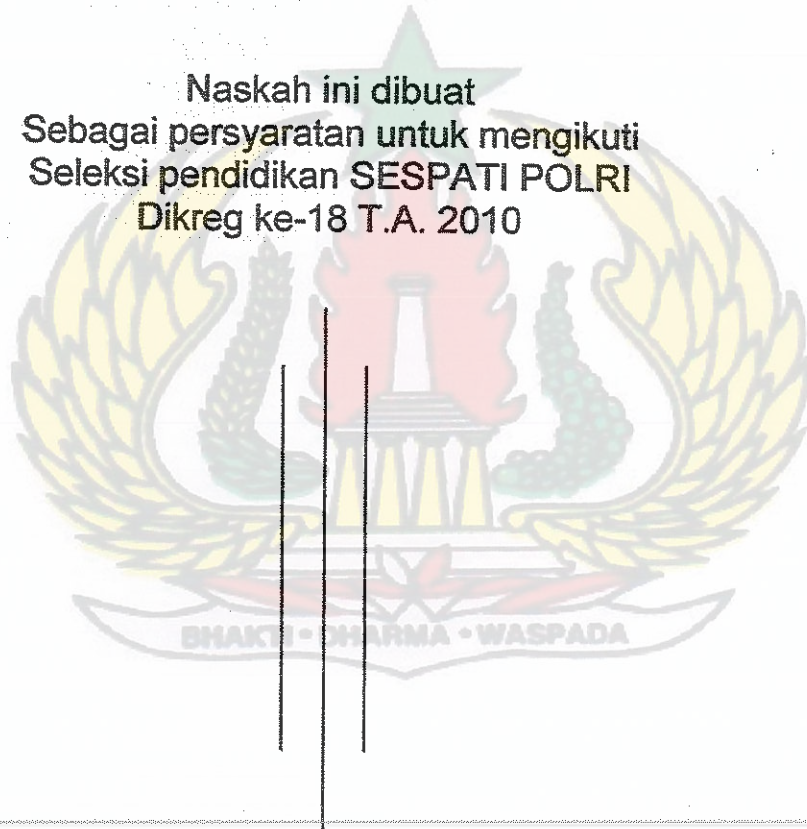 Naskah ini dibuat
Sebagai persyaratan untuk mengikuti
Seleksi pendidikan SESPATI POLRI
Dikreg ke-18 T.A. 2010
BHAKTI • DHARMA • WASPADA